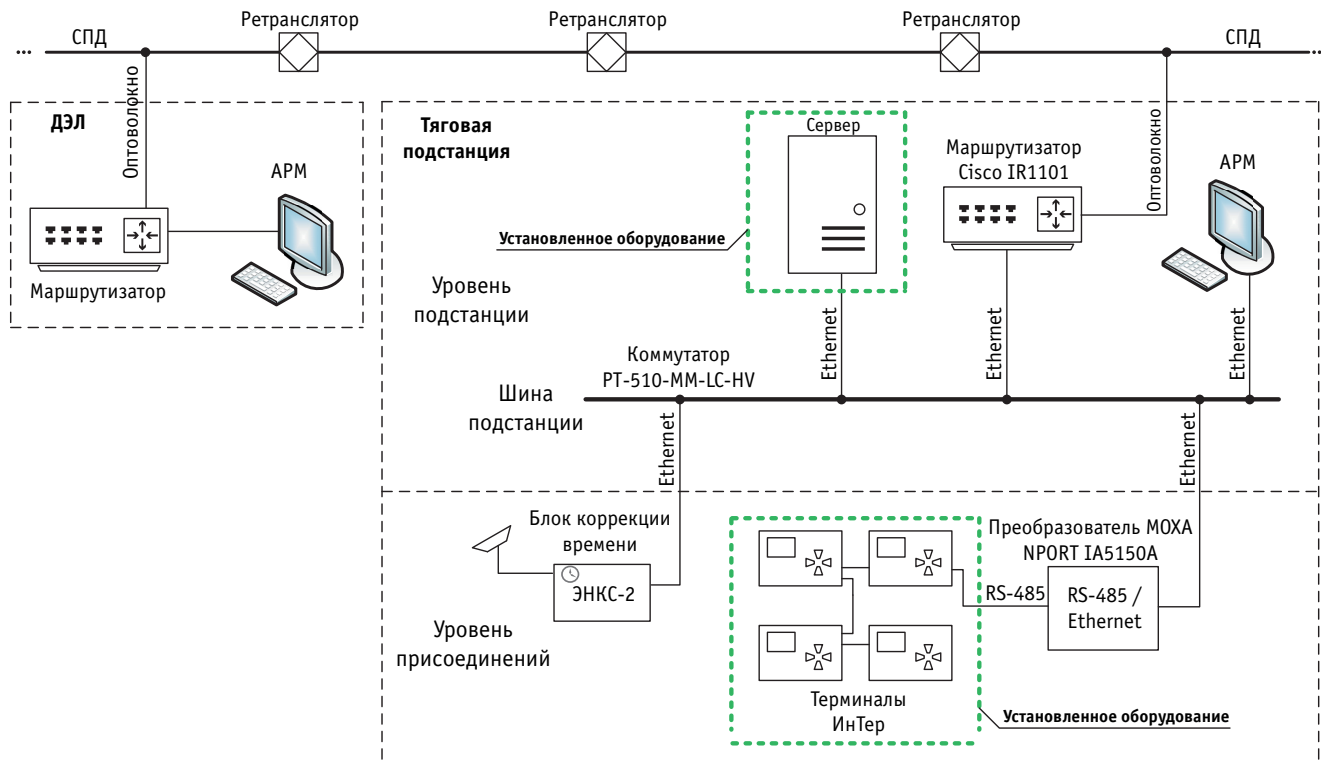 Ретранслятор
Ретранслятор
Ретранслятор
...
СПД
СПД
...
Оптоволокно
ДЭЛ
АРМ
Маршрутизатор
Тяговая
подстанция
Сервер
Маршрутизатор
Cisco IR1101
Оптоволокно
АРМ
Установленное оборудование
Уровень
подстанции
Ethernet
Ethernet
Ethernet
Коммутатор
PT-510-MM-LC-HV
Шина
подстанции
Ethernet
Ethernet
Блок коррекции
времени
ЭНКС-2
Уровень
присоединений
Преобразователь MOXA
NPORT IA5150A
RS-485
RS-485 /
Ethernet
Терминалы
ИнТер
Установленное оборудование